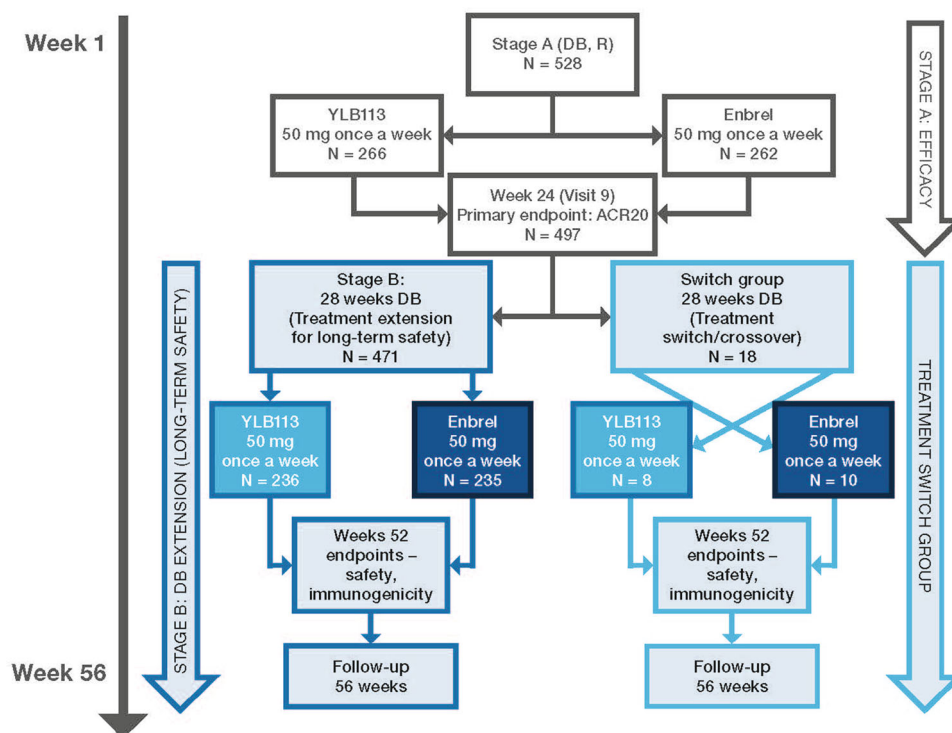 Week 1
Stage A (DB, R)
N = 528
YLB113
50 mg once a week
N = 266
Enbrel
50 mg once a week
N = 262
Week 24 (Visit 9)
Primary endpoint: ACR20
N = 497
STAGE A: EFFICACY
Stage B:
28 weeks DB
(Treatment extension
for long-term safety)
N = 471
Switch group
28 weeks DB
(Treatment
switch/crossover)
N = 18
YLB113
50 mg
once a week
N = 236
Enbrel
50 mg
once a week
N = 235
YLB113
50 mg
once a week
N = 8
Enbrel
50 mg
once a week
N = 10
Weeks 52
endpoints –
safety,
immunogenicity
Weeks 52
endpoints –
safety,
immunogenicity
Follow-up
56 weeks
Follow-up
56 weeks
STAGE B: DB EXTENSION (LONG-TERM SAFETY)
TREATMENT SWITCH GROUP
Week 56